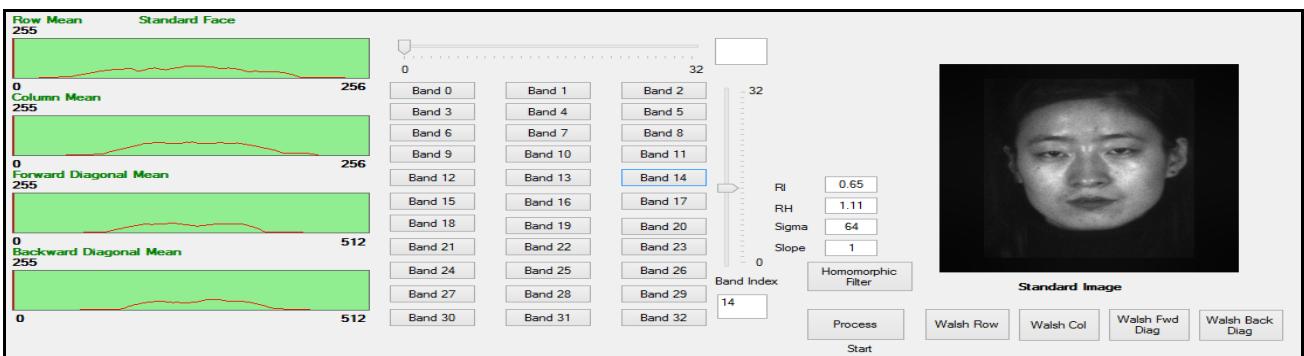 Row Mean Standard Face
255
0 256
Column Mean
255
0 256
Forward Diagonal Mean
255
0 512
Backward Diagonal Mean
255
0 512
0 32
Band 0 Band 1 Band 2
Band 3 Band 4 Band 5
Band 6 Band 7 Band 8
Band 9 Band 10 Band 11
Band 12 Band 13 Band 14
Band 15 Band 16 Band 17
Band 18 Band 19 Band 20
Band 21 Band 22 Band 23
Band 24 Band 25 Band 26
Band 27 Band 28 Band 29
Band 30 Band 31 Band 32
32
0
Band Index
14
RI 0.65
RH 1.11
Sigma 64
Slope 1
Homomorphic
Filter
Process
Start
Standard Image
Walsh Row
Walsh Col
Walsh Fwd
Diag
Walsh Back
Diag